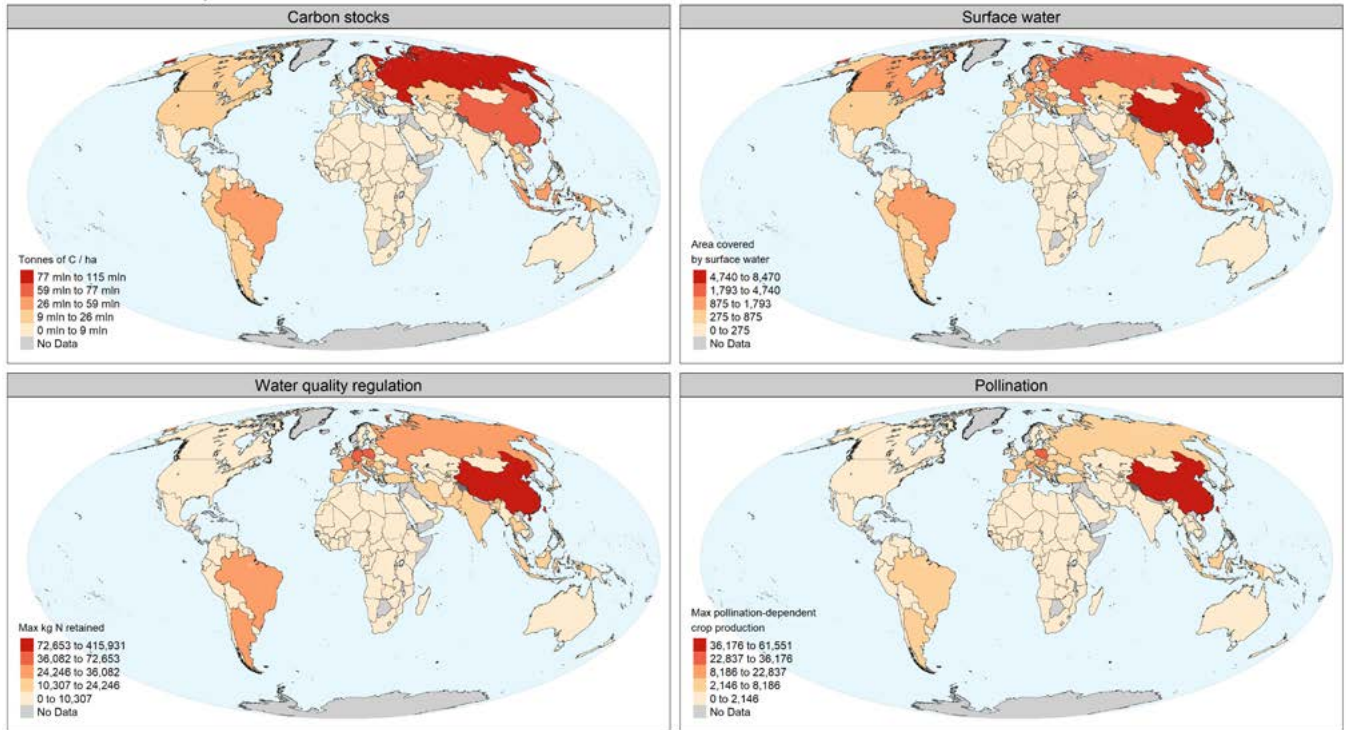 Carbon stocks
Tonnes of C / ha
77 mln to 115 mln
59 mln to 77 mln
26 mln to 59 mln
9 mln to 26 mln
0 mln to 9 mln
No Data
Surface water
Area covered
by surface water
4,740 to 8,470
1,793 to 4,740
875 to 1,793
275 to 875
0 to 275
No Data
Water quality regulation
Max kg N retained
72,653 to 415,931
36,082 to 72,653
24,246 to 36,082
10,307 to 24,246
0 to 10,307
No Data
Pollination
Max pollination-dependent
crop production
36,176 to 61,551
22,837 to 36,176
8,186 to 22,837
2,146 to 8,186
0 to 2,146
No Data